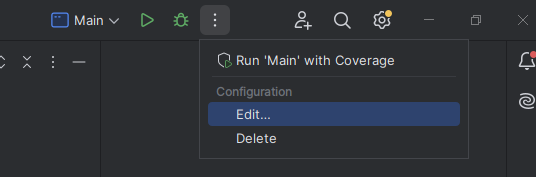 Main
Run 'Main' with Coverage
Configuration
Edit...
Delete